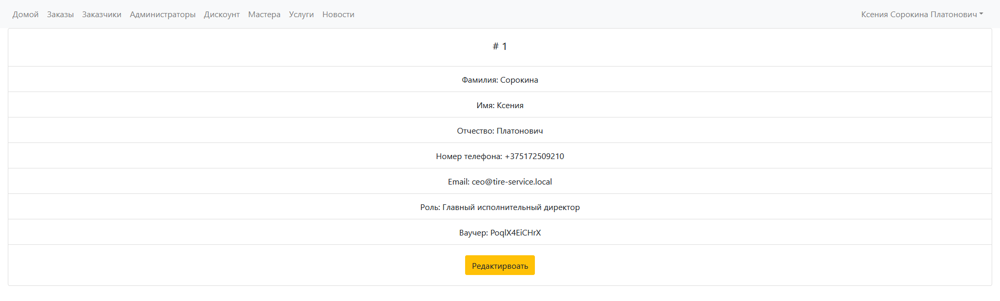 Домой Заказы Заказчики Администраторы Дискоунт Мастера Услуги Новости Ксения Сорокина Платонович
# 1
Фамилия: Сорокина
Имя: Ксения
Отчество: Платонович
Номер телефона: +375172509210
Email: ceo@tire-service.local
Роль: Главный исполнительный директор
Ваучер: PoqlX4EiCHrX
Редактирвоать